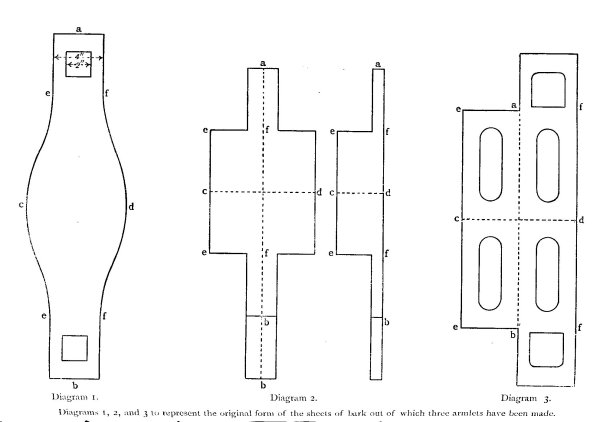 a
4"
2"
e f
c d
e f
b
Diagram 1.
a a
e f e f
c d c d
e f e f
b b
b
Diagram 2.
a f
e
c d
e b f
Diagram 3.
Diagrams 1, 2, and 3 to represent the original form of the sheets of bark out of which three armlets have been made.